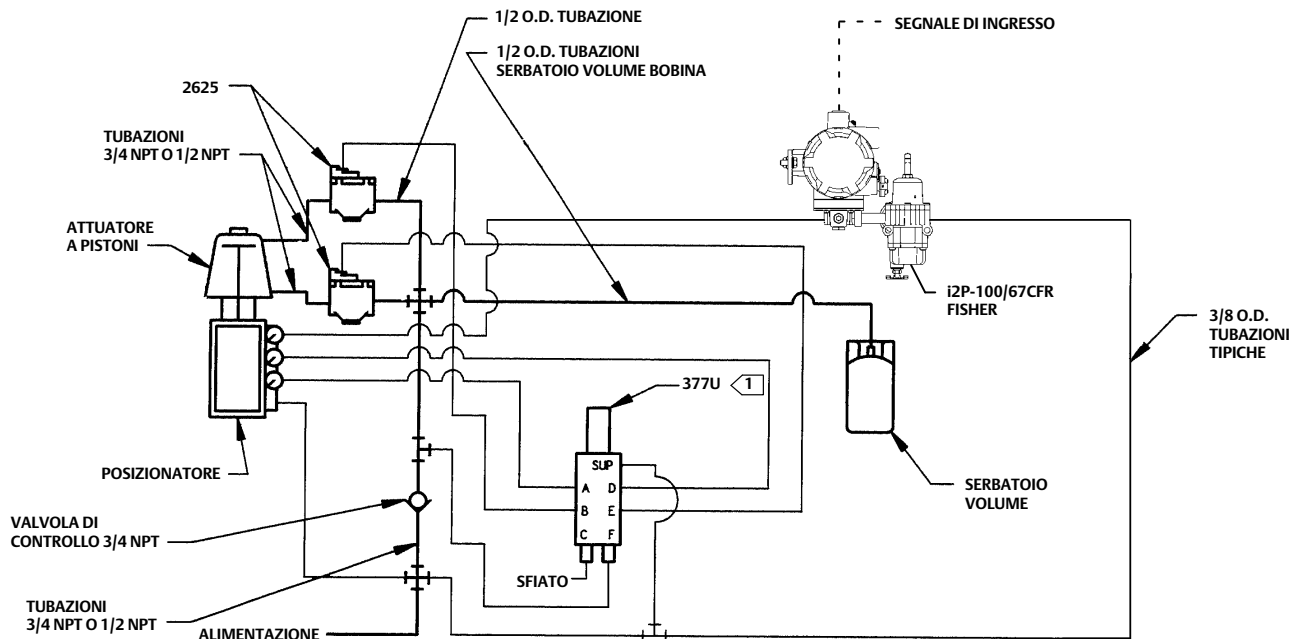 1/2 O.D. TUBAZIONE
SEGNALE DI INGRESSO
1/2 O.D. TUBAZIONI
SERBATOIO VOLUME BOBINA
2625
TUBAZIONI
3/4 NPT O 1/2 NPT
ATTUATORE
A PISTONI
i2P-100/67CFR
FISHER
3/8 O.D.
TUBAZIONI
TIPICHE
377U 1
POSIZIONATORE
SUP
A D
B E
C F
SERBATOIO
VOLUME
VALVOLA DI
CONTROLLO 3/4 NPT
SFIATO
TUBAZIONI
3/4 NPT O 1/2 NPT
ALIMENTAZIONE